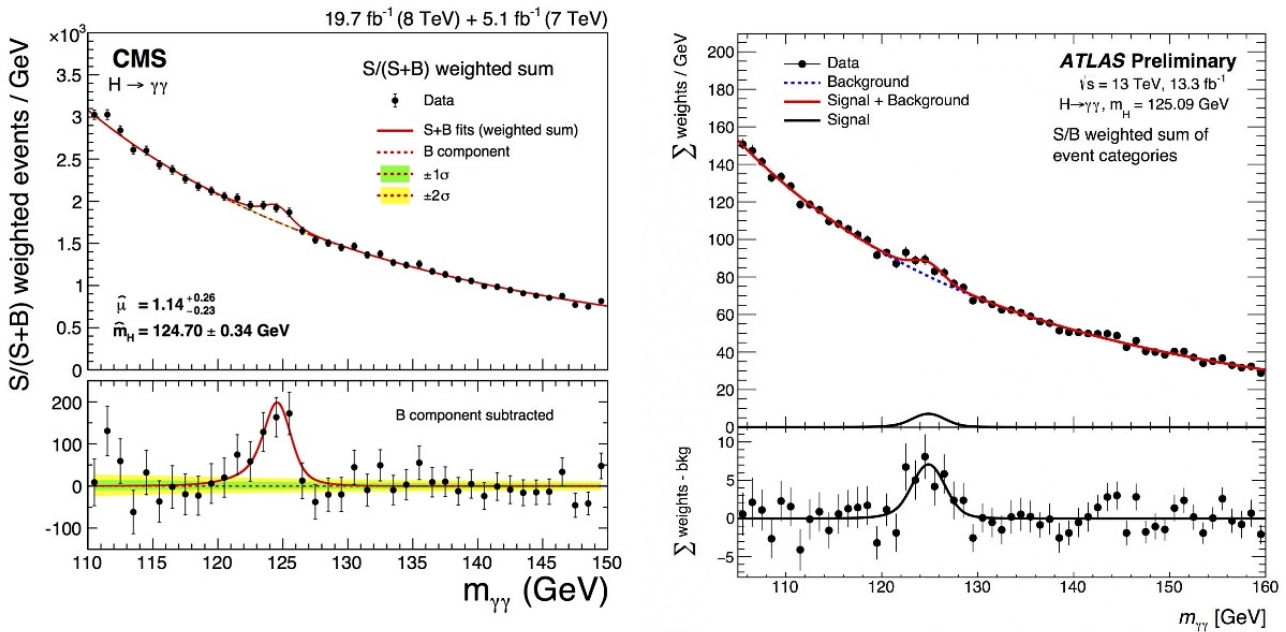 19.7 fb⁻¹ (8 TeV) + 5.1 fb⁻¹ (7 TeV)
×10³
CMS
H → γγ
S/(S+B) weighted sum
Data
S+B fits (weighted sum)
B component
±1σ
±2σ
S/(S+B) weighted events / GeV
3.5
3
2.5
2
1.5
1
0.5
0
μ̂ = 1.14 +0.26 −0.23
m̂H = 124.70 ± 0.34 GeV
B component subtracted
200
100
0
-100
110 115 120 125 130 135 140 145 150
mγγ (GeV)
∑ weights / GeV
200
180
160
140
120
100
80
60
40
20
0
Data
Background
Signal + Background
Signal
ATLAS Preliminary
√s = 13 TeV, 13.3 fb⁻¹
H→γγ, mH = 125.09 GeV
S/B weighted sum of
event categories
∑ weights - bkg
10
5
0
−5
110 120 130 140 150 160
mγγ [GeV]